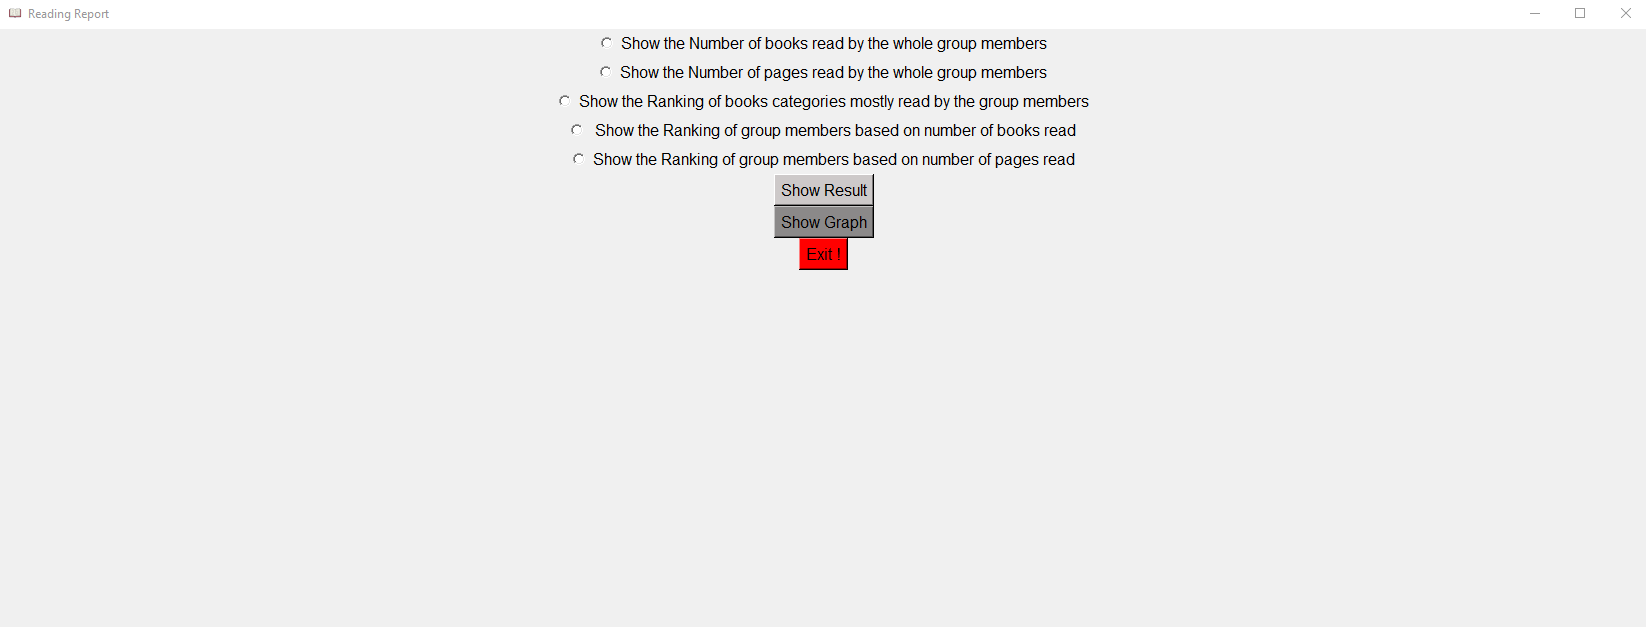 Reading Report
Show the Number of books read by the whole group members
Show the Number of pages read by the whole group members
Show the Ranking of books categories mostly read by the group members
Show the Ranking of group members based on number of books read
Show the Ranking of group members based on number of pages read
Show Result
Show Graph
Exit !